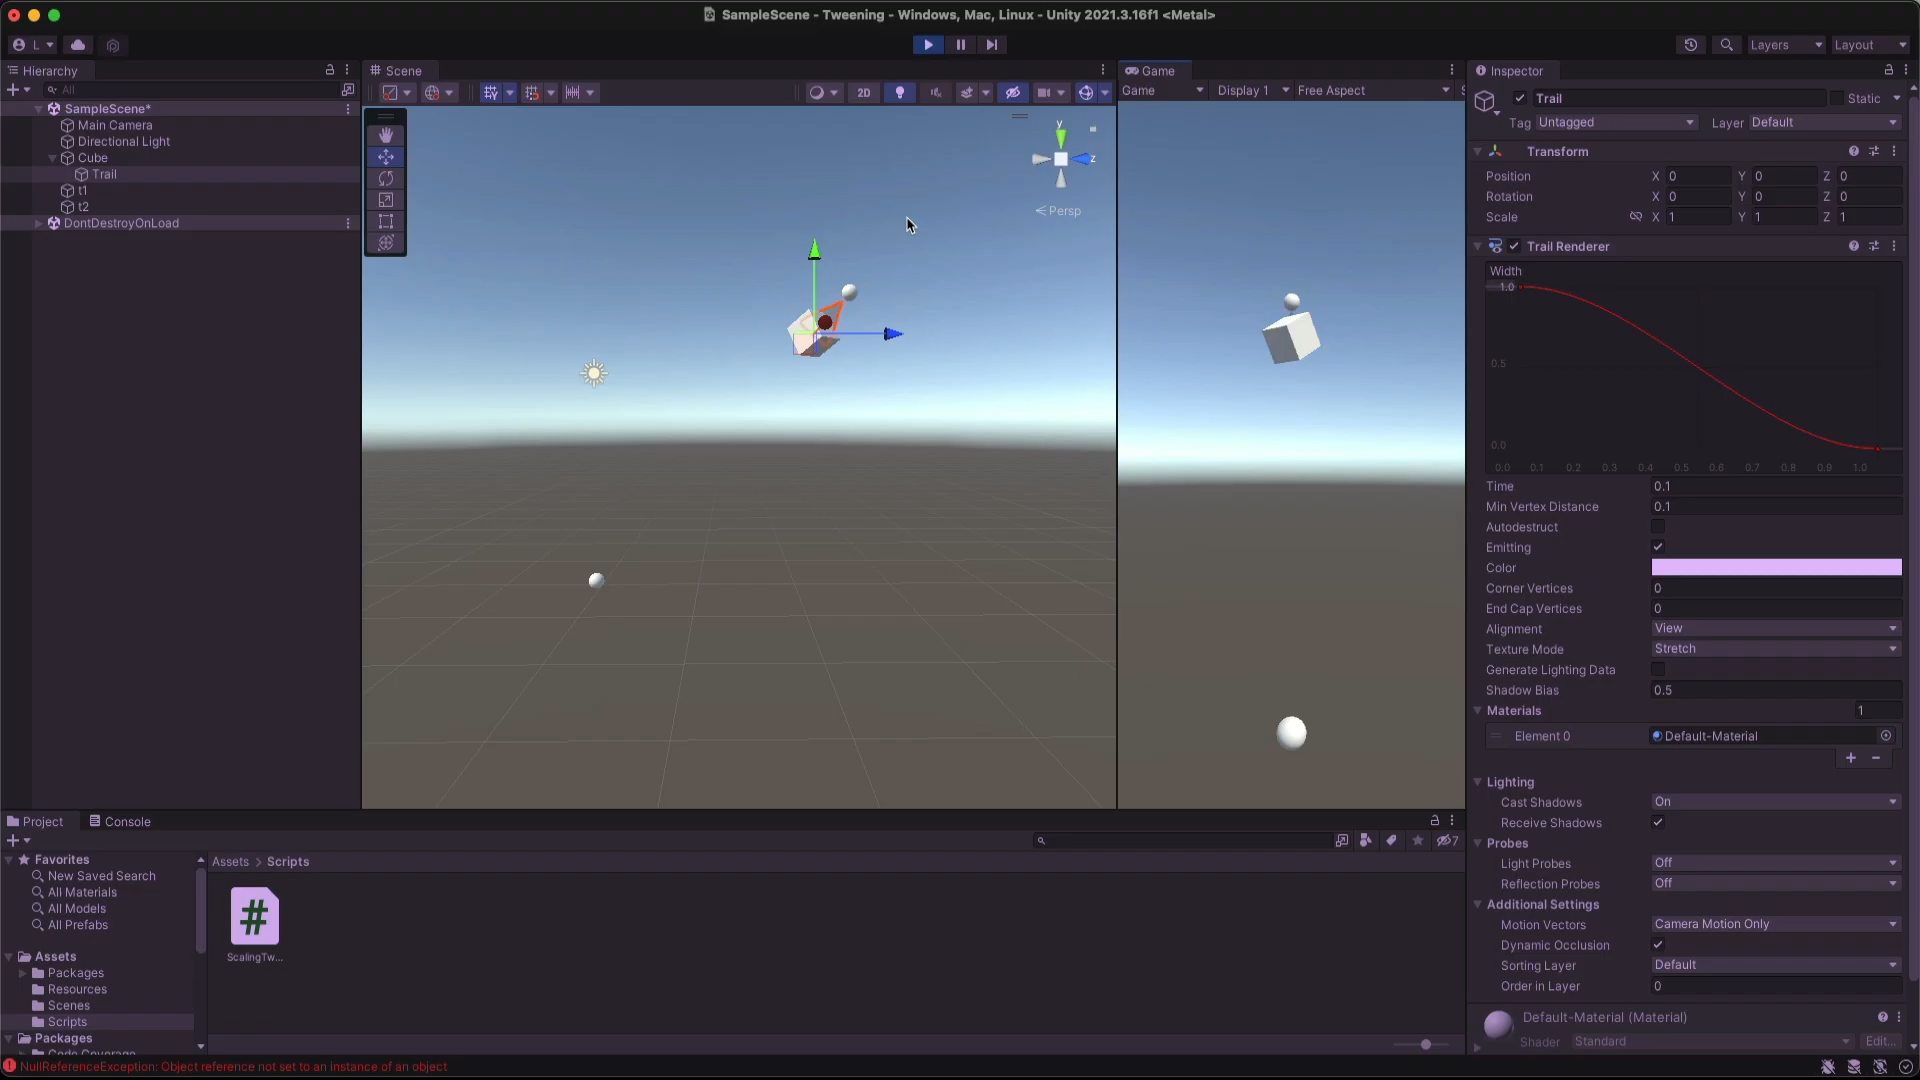 SampleScene - Tweening - Windows, Mac, Linux - Unity 2021.3.16f1 <Metal>
L
Layers
Layout
Hierarchy
All
SampleScene*
Main Camera
Directional Light
Cube
Trail
t1
t2
DontDestroyOnLoad
Scene
2D
y
z
Persp
Game
Game
Display 1
Free Aspect
Inspector
Trail
Static
Tag
Untagged
Layer
Default
Transform
Position X 0 Y 0 Z 0
Rotation X 0 Y 0 Z 0
Scale X 1 Y 1 Z 1
Trail Renderer
Width
1.0
0.5
0.0
0.0 0.1 0.2 0.3 0.4 0.5 0.6 0.7 0.8 0.9 1.0
Time 0.1
Min Vertex Distance 0.1
Autodestruct
Emitting
Color
Corner Vertices 0
End Cap Vertices 0
Alignment View
Texture Mode Stretch
Generate Lighting Data
Shadow Bias 0.5
Materials 1
Element 0 Default-Material
Lighting
Cast Shadows On
Receive Shadows
Probes
Light Probes Off
Reflection Probes Off
Additional Settings
Motion Vectors Camera Motion Only
Dynamic Occlusion
Sorting Layer Default
Order in Layer 0
Default-Material (Material)
Shader Standard Edit...
Project
Console
7
Favorites
New Saved Search
All Materials
All Models
All Prefabs
Assets
Packages
Resources
Scenes
Scripts
Packages
Code Coverage
Assets > Scripts
#
ScalingTw...
NullReferenceException: Object reference not set to an instance of an object